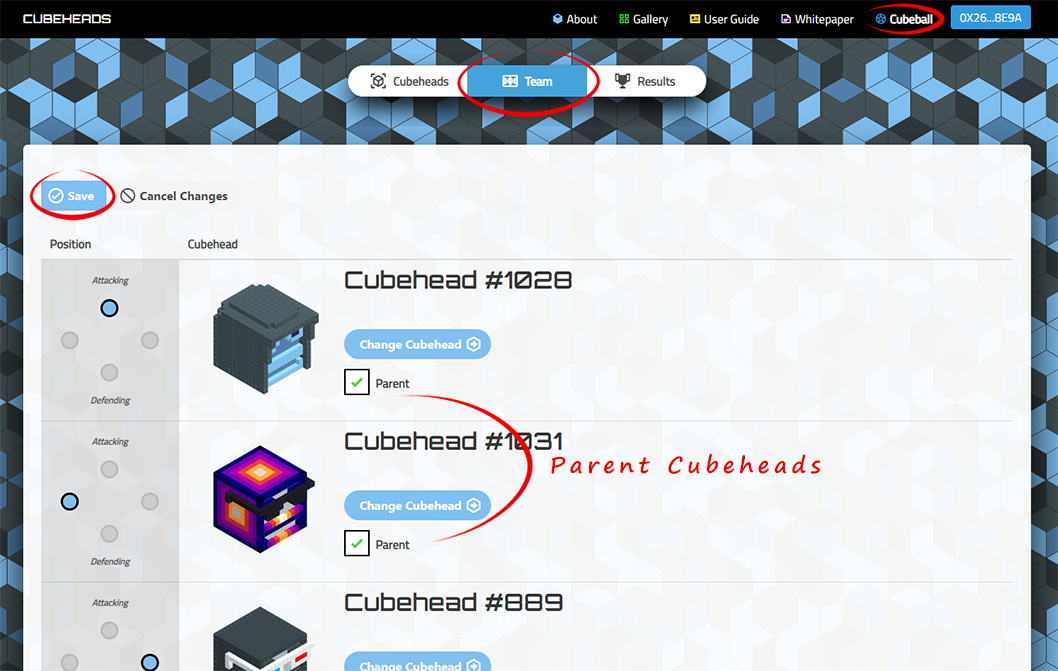 CUBEHEADS About Gallery User Guide Whitepaper Cubeball 0X26...8E9A
Cubeheads Team Results
Save Cancel Changes
Position Cubehead
Attacking
Defending
Cubehead #1028
Change Cubehead
Parent
Attacking
Defending
Cubehead #1031
Change Cubehead
Parent
Parent Cubeheads
Attacking
Cubehead #889
Change Cubehead